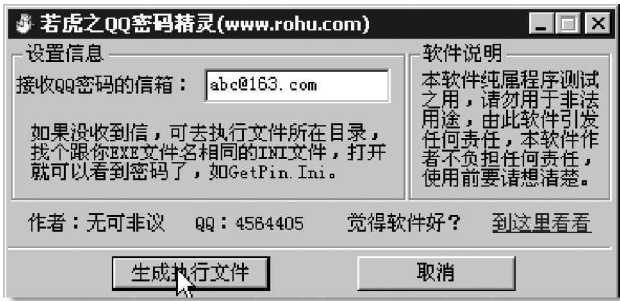 若虎之QQ密码精灵(www.rohu.com)
设置信息
接收QQ密码的信箱： abc@163.com
如果没收到信，可去执行文件所在目录，
找个跟你EXE文件名相同的INI文件，打开
就可以看到密码了，如GetPin.Ini。
软件说明
本软件纯属程序测试
之用，请勿用于非法
用途，由此软件引发
任何责任，本软件作
者不负担任何责任，
使用前要请想清楚。
作者：无可非议 QQ：4564405 觉得软件好？ 到这里看看
生成执行文件 取消